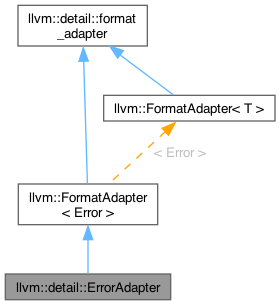 llvm::detail::format
_adapter
llvm::FormatAdapter< T >
< Error >
llvm::FormatAdapter
< Error >
llvm::detail::ErrorAdapter